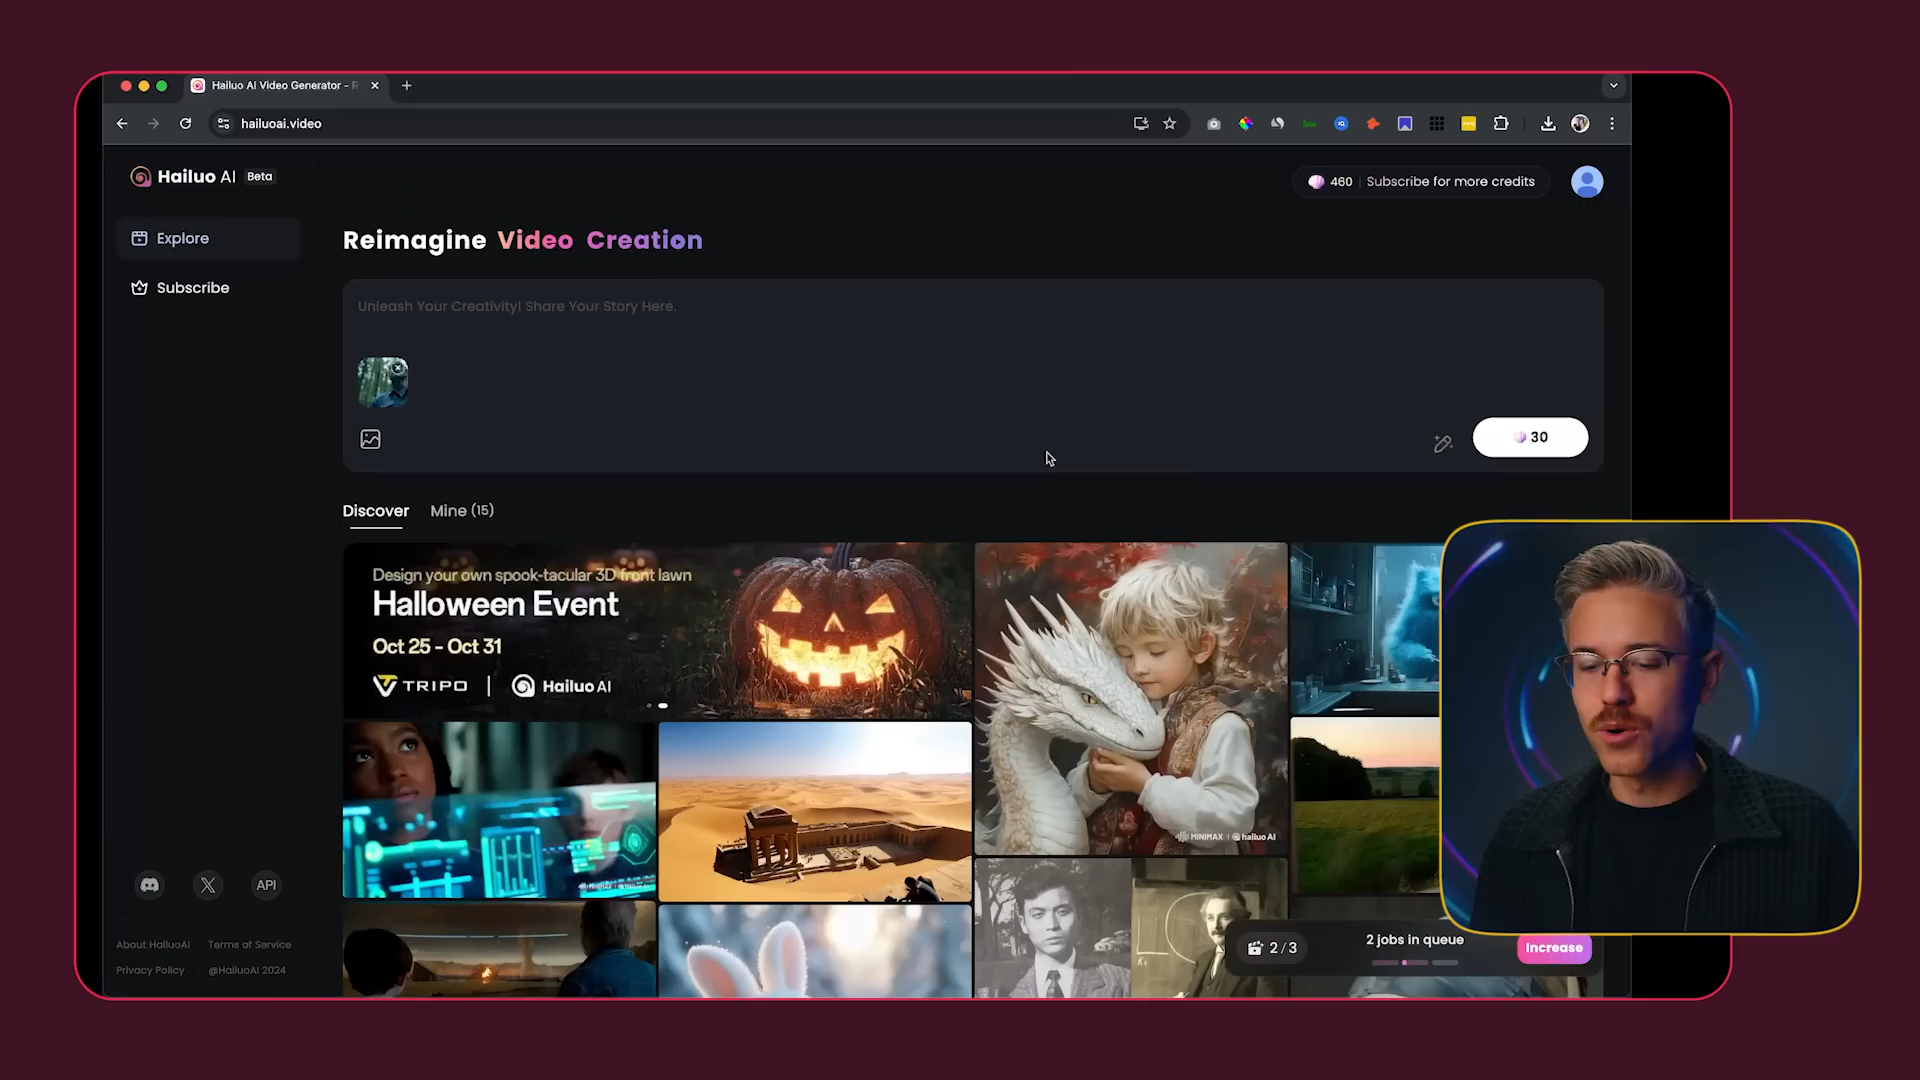 Hailuo AI Video Generator - R
hailuoai.video
Hailuo AI Beta
460 | Subscribe for more credits
Explore
Subscribe
Reimagine Video Creation
Unleash Your Creativity! Share Your Story Here.
30
Discover
Mine (15)
Design your own spook-tacular 3D front lawn
Halloween Event
Oct 25 - Oct 31
TRIPO | Hailuo AI
MINIMAX | hailuo AI
API
2 / 3
2 jobs in queue
Increase
About HailuoAI
Terms of Service
Privacy Policy
@HailuoAI 2024